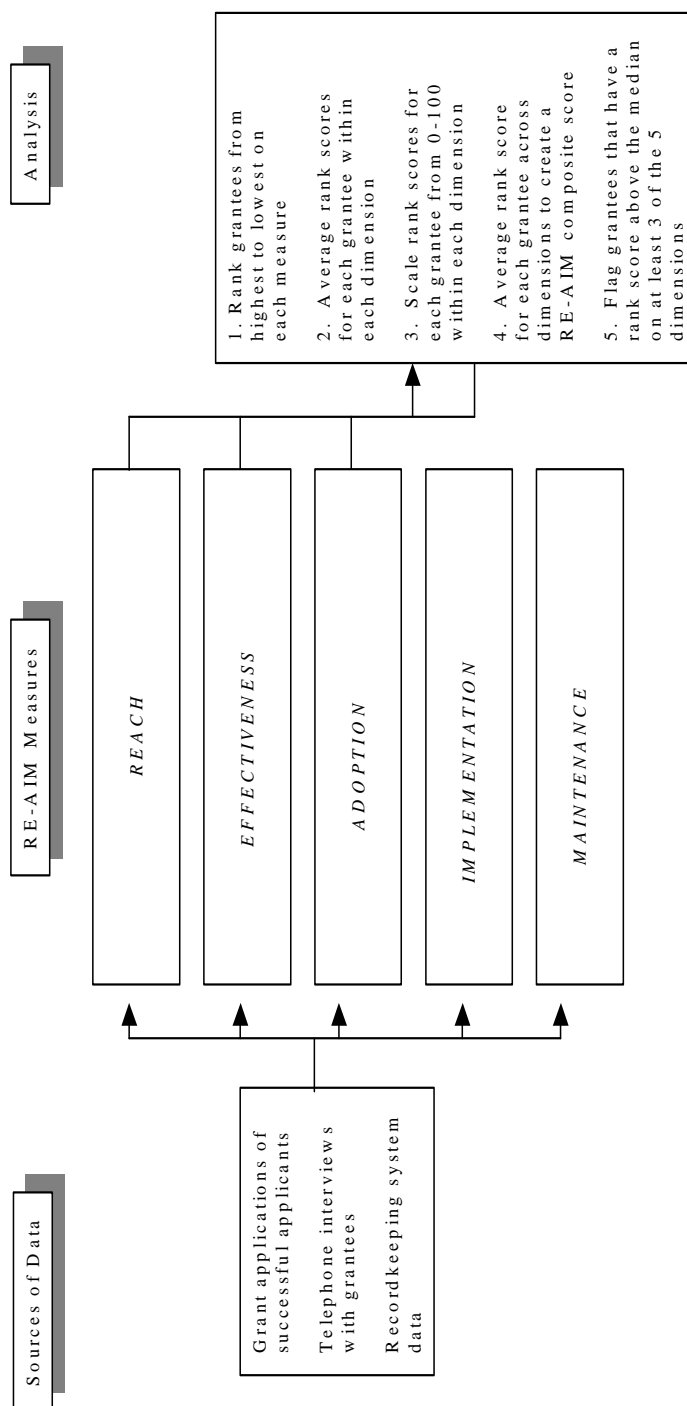 Sources of Data
Grant applications of
successful applicants
Telephone interviews
with grantees
Recordkeeping system
data
RE-AIM Measures
REACH
EFFECTIVENESS
ADOPTION
IMPLEMENTATION
MAINTENANCE
Analysis
1. Rank grantees from
highest to lowest on
each measure
2. Average rank scores
for each grantee within
each dimension
3. Scale rank scores for
each grantee from 0-100
within each dimension
4. Average rank score
for each grantee across
dimensions to create a
RE-AIM composite score
5. Flag grantees that have a
rank score above the median
on at least 3 of the 5
dimensions